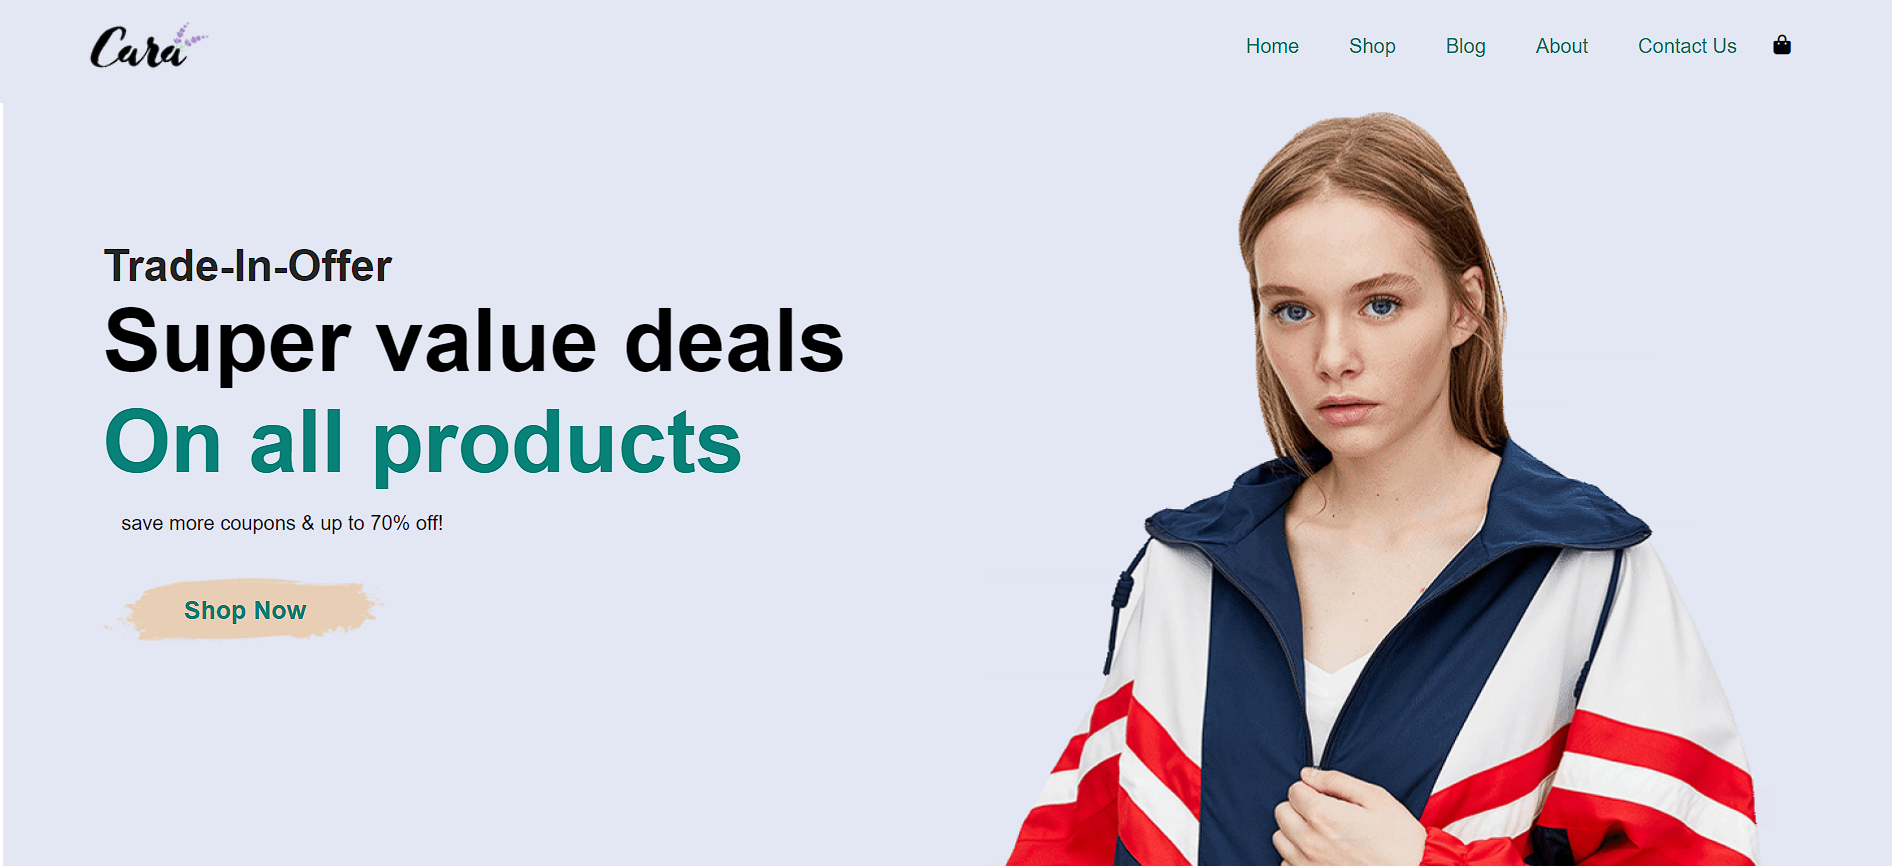 Cara
Home Shop Blog About Contact Us
Trade-In-Offer
Super value deals
On all products
save more coupons & up to 70% off!
Shop Now